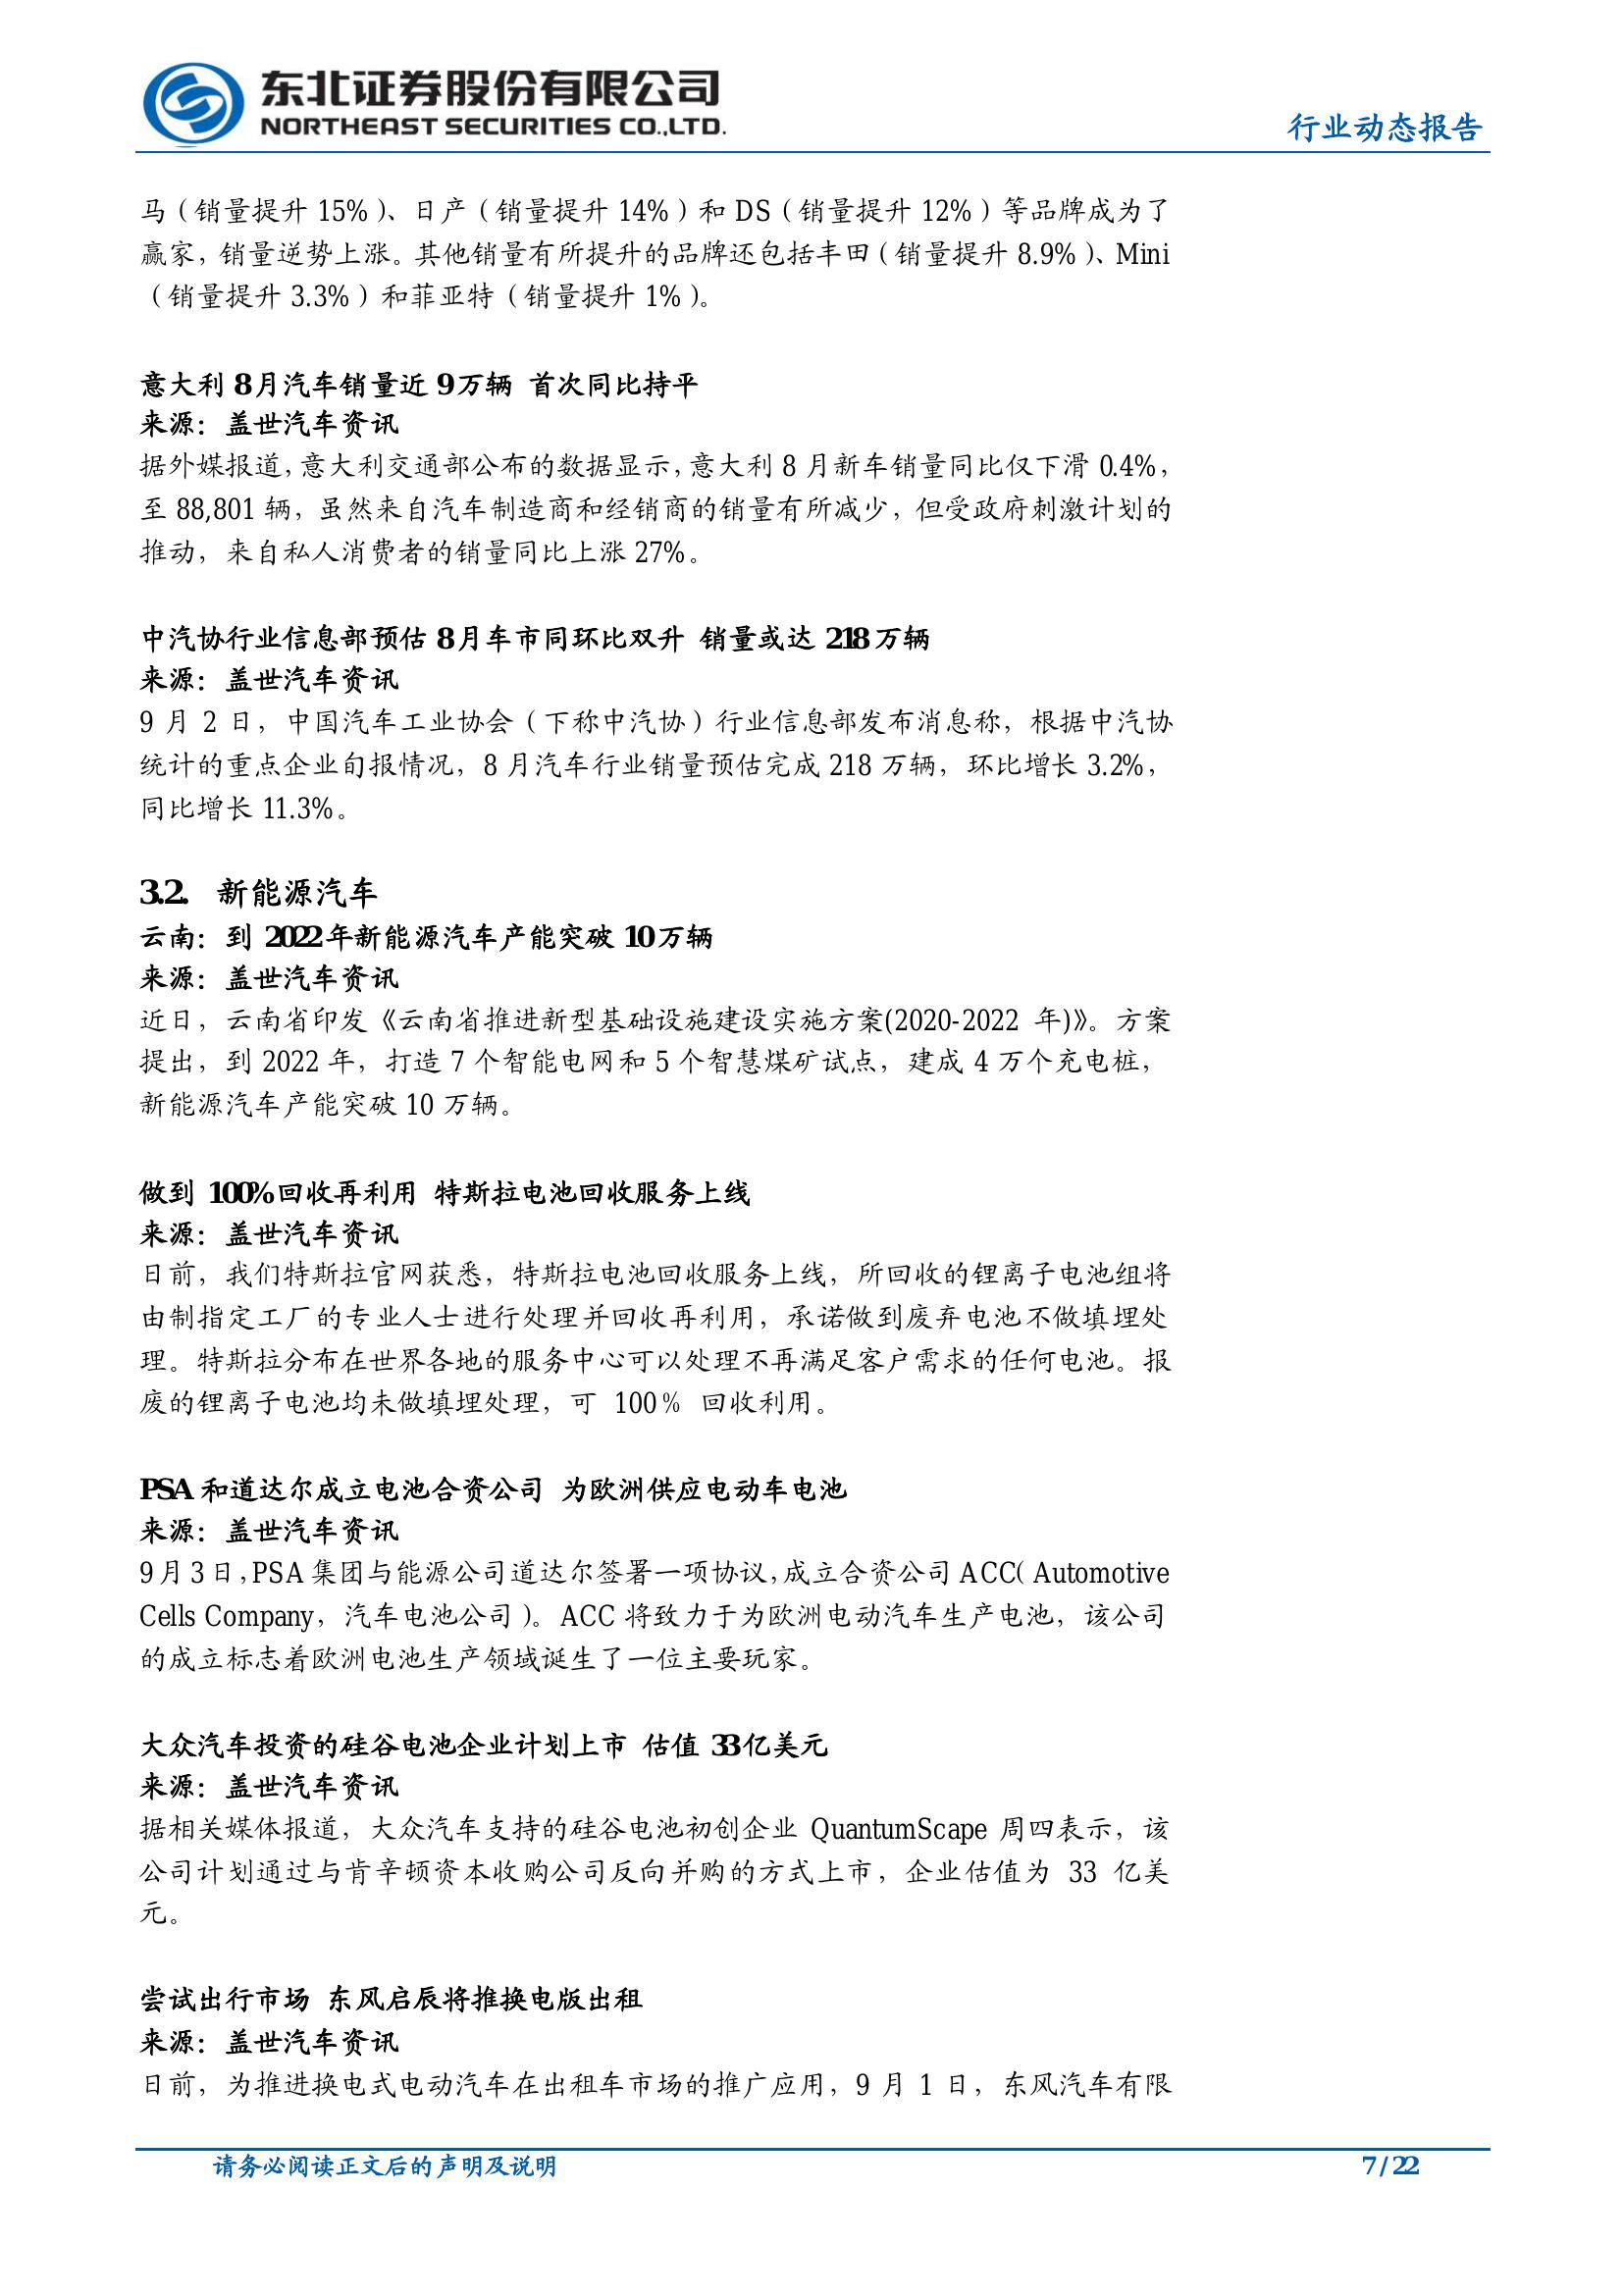 东北证券股份有限公司
NORTHEAST SECURITIES CO.,LTD.
行业动态报告
马（销量提升 15%）、日产（销量提升 14%）和 DS（销量提升 12%）等品牌成为了
赢家，销量逆势上涨。其他销量有所提升的品牌还包括丰田（销量提升 8.9%）、Mini
（销量提升 3.3%）和菲亚特（销量提升 1%）。
意大利 8 月汽车销量近 9 万辆 首次同比持平
来源：盖世汽车资讯
据外媒报道，意大利交通部公布的数据显示，意大利 8 月新车销量同比仅下滑 0.4%，
至 88,801 辆，虽然来自汽车制造商和经销商的销量有所减少，但受政府刺激计划的
推动，来自私人消费者的销量同比上涨 27%。
中汽协行业信息部预估 8 月车市同环比双升 销量或达 218 万辆
来源：盖世汽车资讯
9 月 2 日，中国汽车工业协会（下称中汽协）行业信息部发布消息称，根据中汽协
统计的重点企业旬报情况，8 月汽车行业销量预估完成 218 万辆，环比增长 3.2%，
同比增长 11.3%。
3.2. 新能源汽车
云南：到 2022 年新能源汽车产能突破 10 万辆
来源：盖世汽车资讯
近日，云南省印发《云南省推进新型基础设施建设实施方案(2020-2022 年)》。方案
提出，到 2022 年，打造 7 个智能电网和 5 个智慧煤矿试点，建成 4 万个充电桩，
新能源汽车产能突破 10 万辆。
做到 100%回收再利用 特斯拉电池回收服务上线
来源：盖世汽车资讯
日前，我们特斯拉官网获悉，特斯拉电池回收服务上线，所回收的锂离子电池组将
由制指定工厂的专业人士进行处理并回收再利用，承诺做到废弃电池不做填埋处
理。特斯拉分布在世界各地的服务中心可以处理不再满足客户需求的任何电池。报
废的锂离子电池均未做填埋处理，可 100％ 回收利用。
PSA 和道达尔成立电池合资公司 为欧洲供应电动车电池
来源：盖世汽车资讯
9 月 3 日，PSA 集团与能源公司道达尔签署一项协议，成立合资公司 ACC（Automotive
Cells Company，汽车电池公司）。ACC 将致力于为欧洲电动汽车生产电池，该公司
的成立标志着欧洲电池生产领域诞生了一位主要玩家。
大众汽车投资的硅谷电池企业计划上市 估值 33 亿美元
来源：盖世汽车资讯
据相关媒体报道，大众汽车支持的硅谷电池初创企业 QuantumScape 周四表示，该
公司计划通过与肯辛顿资本收购公司反向并购的方式上市，企业估值为 33 亿美
元。
尝试出行市场 东风启辰将推换电版出租
来源：盖世汽车资讯
日前，为推进换电式电动汽车在出租车市场的推广应用，9 月 1 日，东风汽车有限
请务必阅读正文后的声明及说明
7 / 22